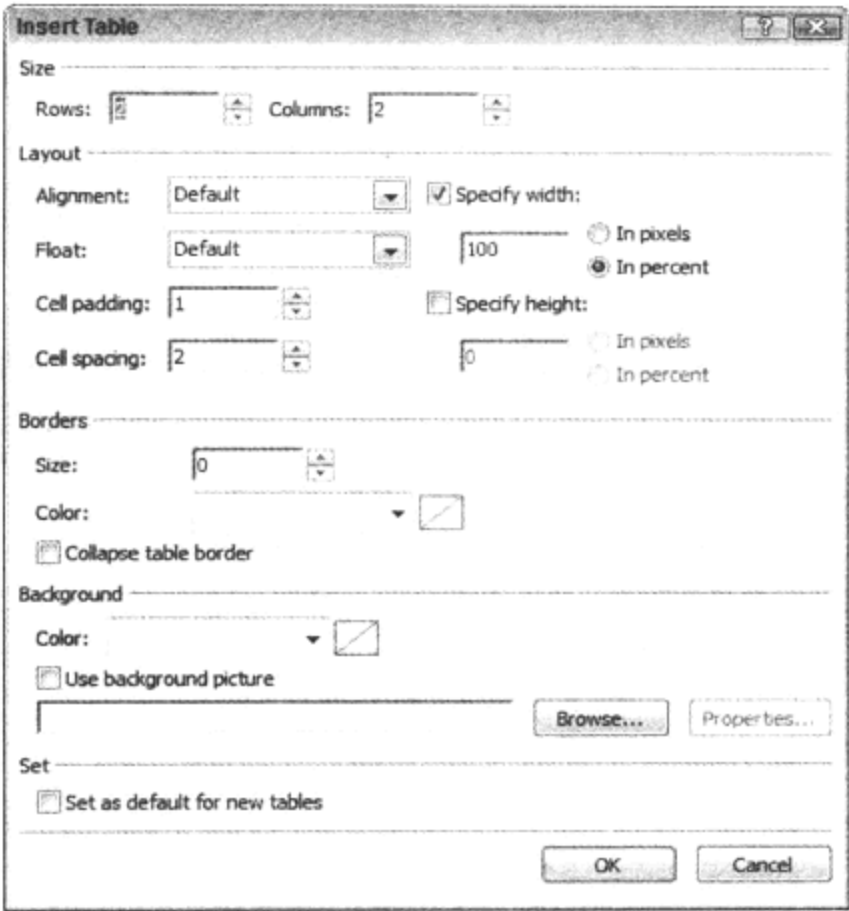 Insert Table
Size
Rows: Columns: 2
Layout
Alignment: Default Specify width:
Float: Default 100 In pixels
In percent
Cell padding: 1 Specify height:
Cell spacing: 2 0 In pixels
In percent
Borders
Size: 0
Color:
Collapse table border
Background
Color:
Use background picture
Browse... Properties...
Set
Set as default for new tables
OK Cancel